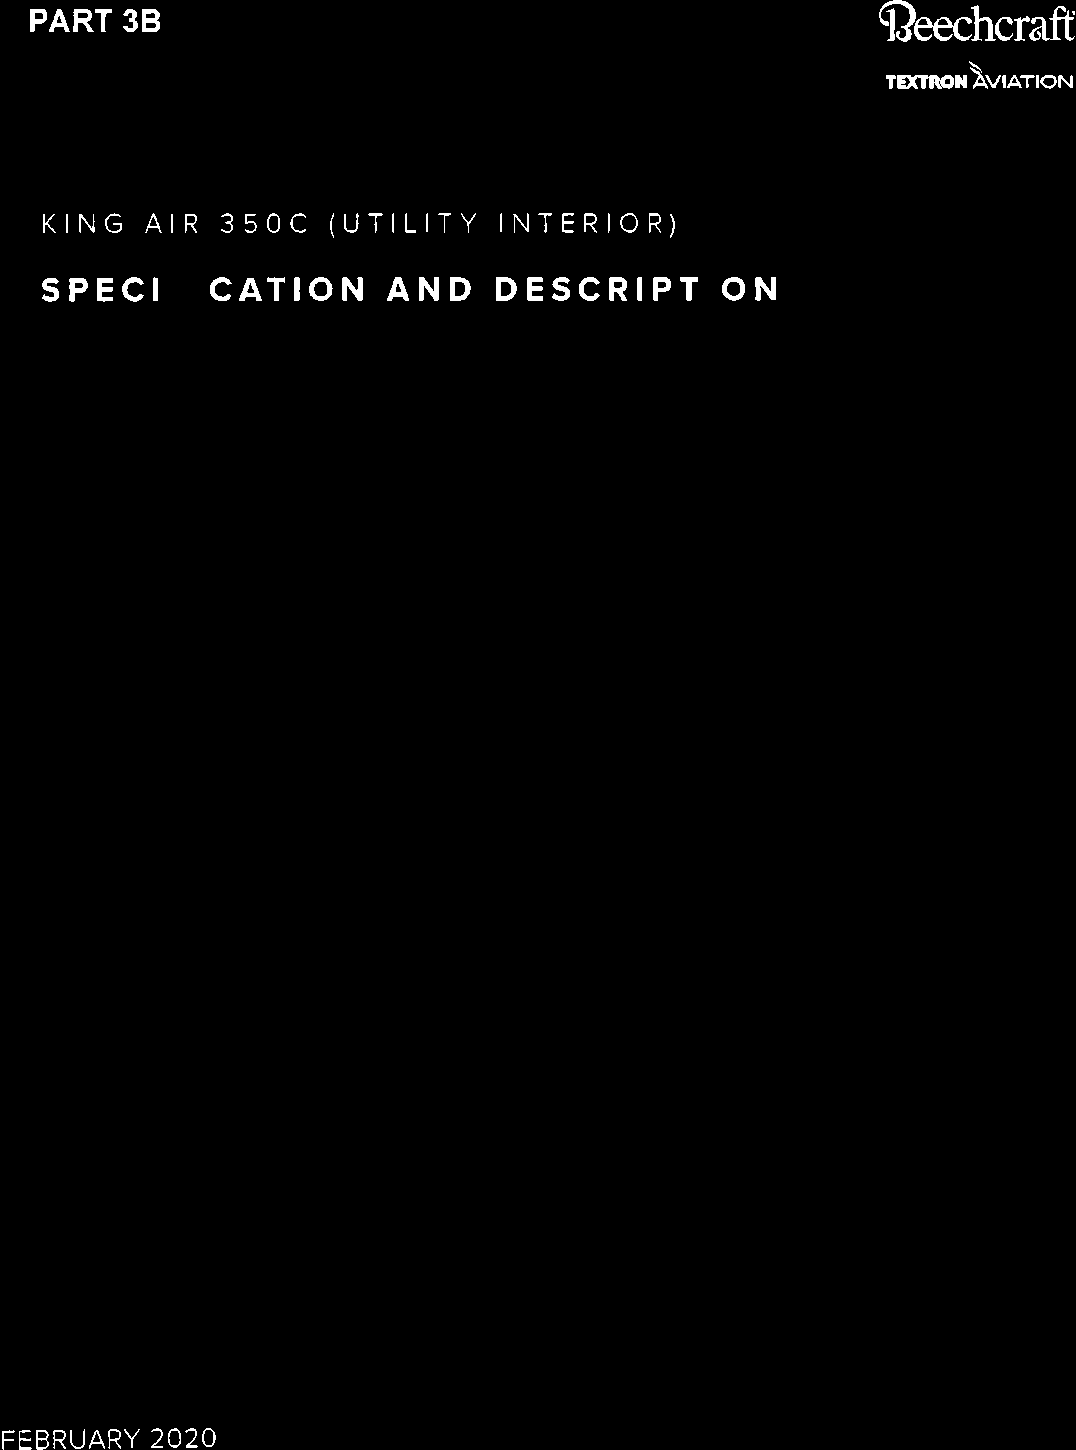 PART 3B
Beechcraft
TEXTRON AVIATION
KING AIR 350C (UTILITY INTERIOR)
SPECI CATION AND DESCRIPT ON
FEBRUARY 2020